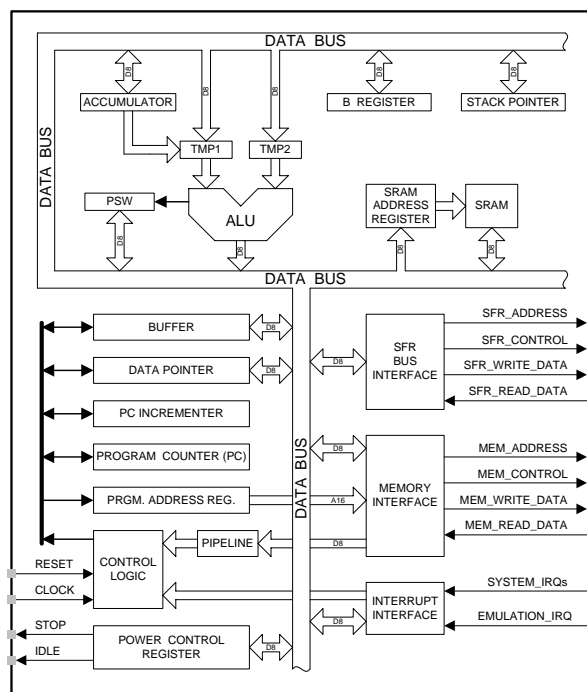 DATA BUS
D8
D8
D8
D8
D8
ACCUMULATOR
B REGISTER
STACK POINTER
DATA BUS
TMP1
TMP2
PSW
ALU
SRAM
ADDRESS
REGISTER
SRAM
D8
D8
D8
D8
DATA BUS
BUFFER
D8
DATA POINTER
D8
PC INCREMENTER
PROGRAM COUNTER (PC)
PRGM. ADDRESS REG.
A16
DATA BUS
D8
SFR
BUS
INTERFACE
SFR_ADDRESS
SFR_CONTROL
SFR_WRITE_DATA
SFR_READ_DATA
D8
MEMORY
INTERFACE
MEM_ADDRESS
MEM_CONTROL
MEM_WRITE_DATA
MEM_READ_DATA
RESET
CLOCK
CONTROL
LOGIC
PIPELINE
D8
SYSTEM_IRQs
INTERRUPT
INTERFACE
EMULATION_IRQ
D8
STOP
IDLE
POWER CONTROL
REGISTER
D8